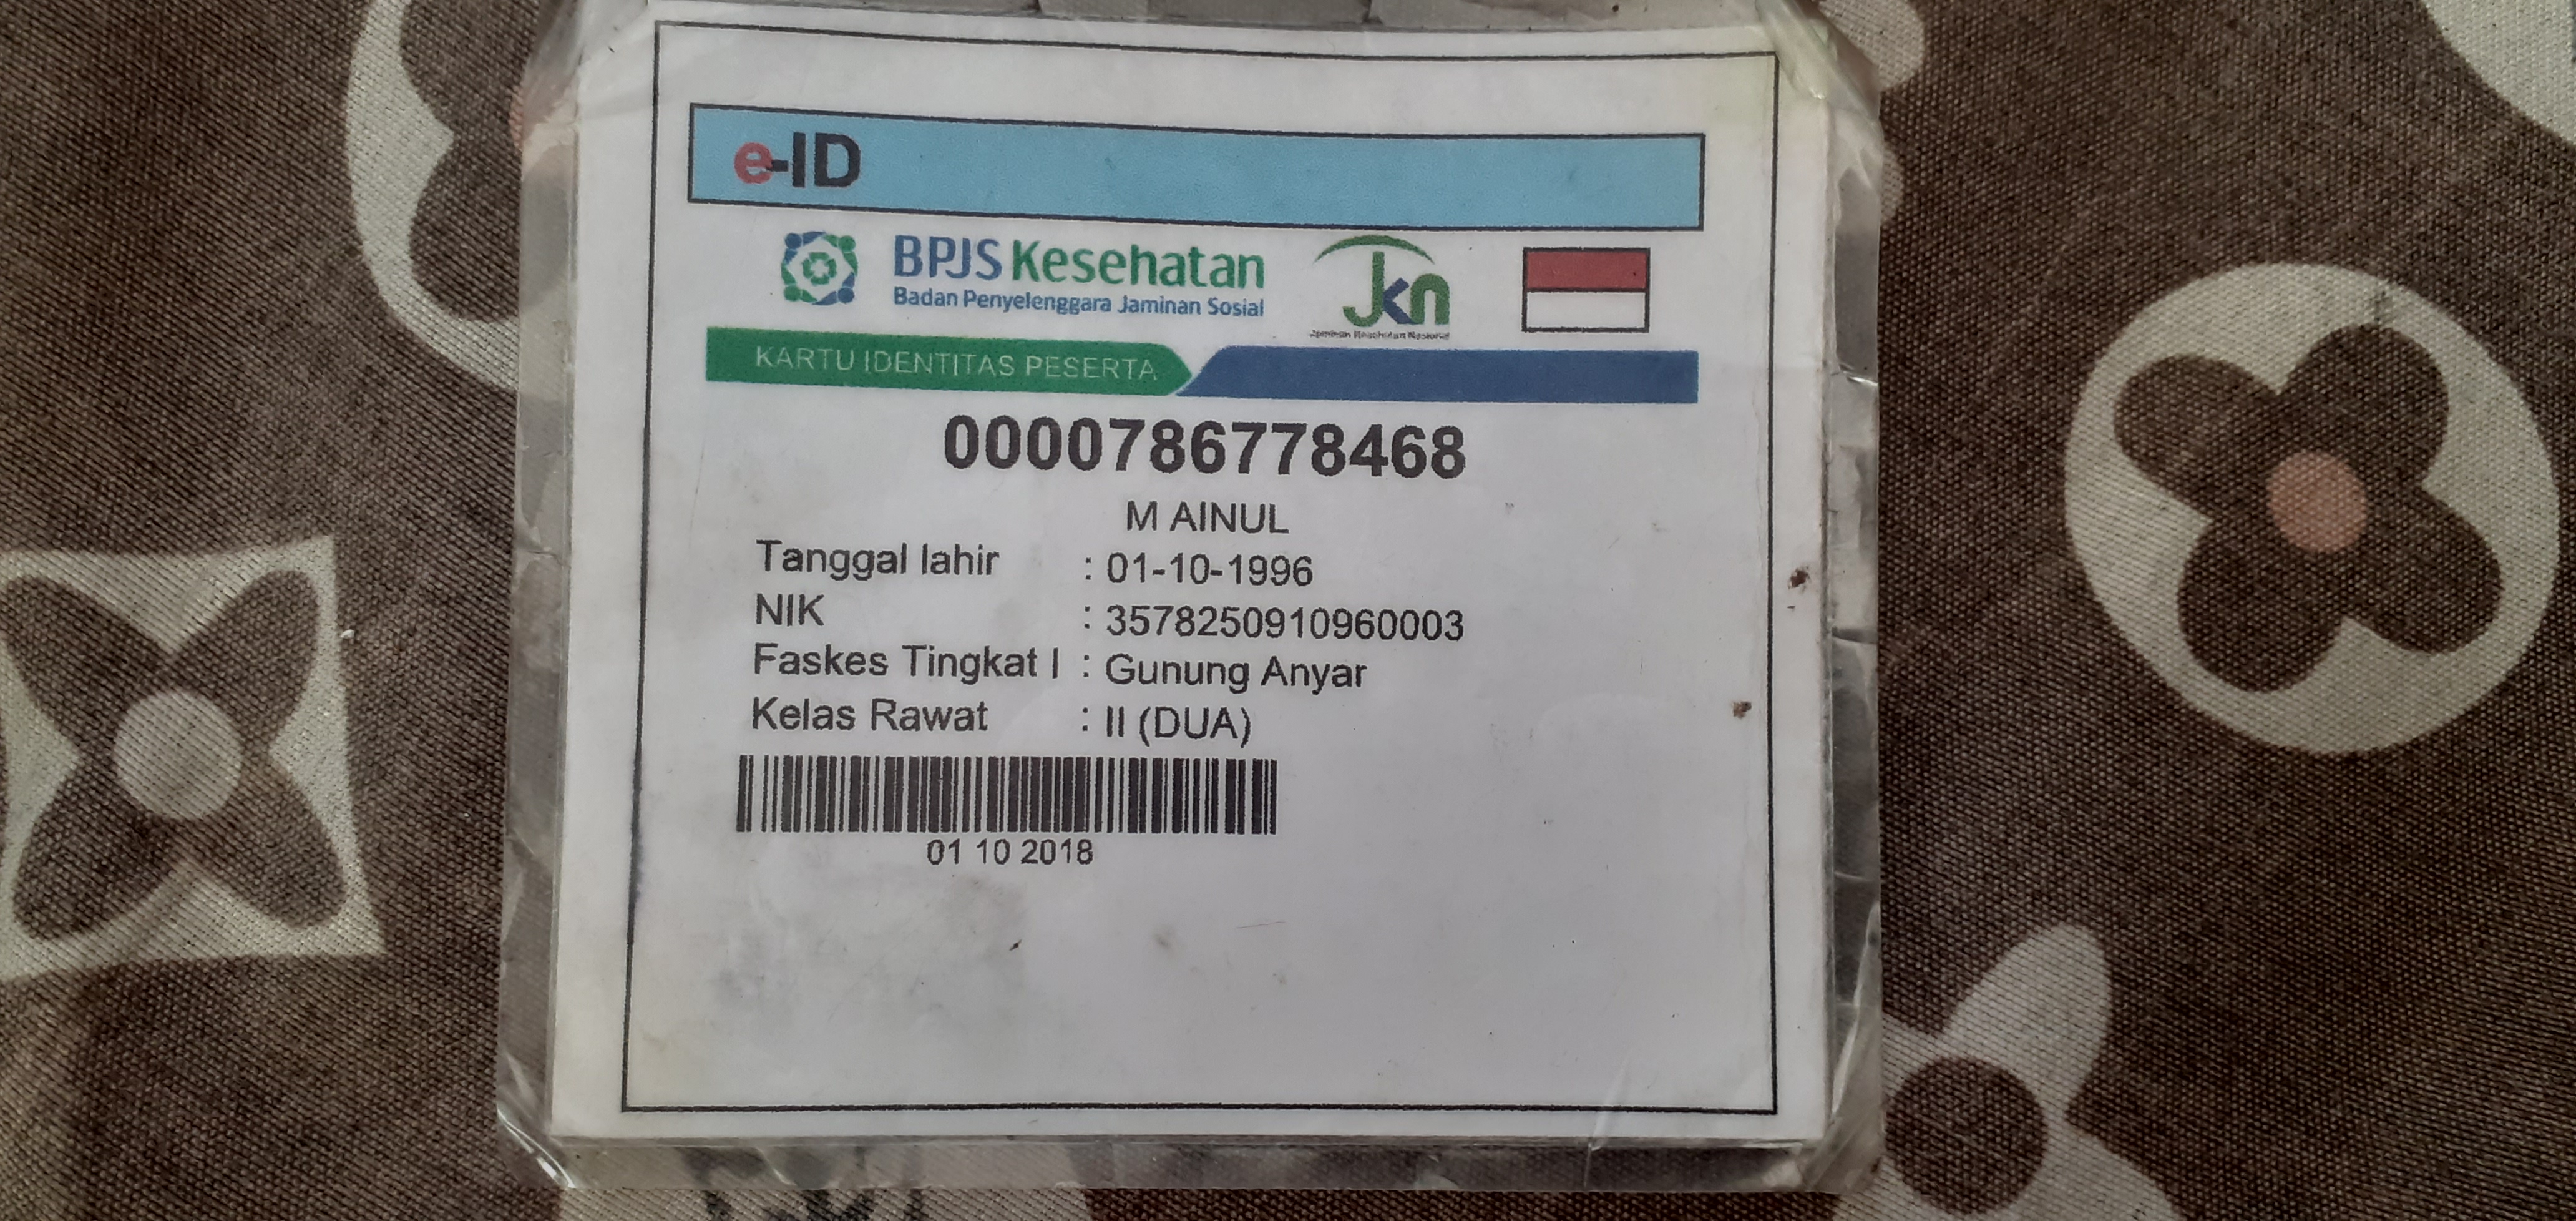 e-ID
BPJS Kesehatan
Badan Penyelenggara Jaminan Sosial
JKN
Jaminan Kesehatan Nasional
KARTU IDENTITAS PESERTA
0000786778468
M AINUL
Tanggal lahir : 01-10-1996
NIK : 3578250910960003
Faskes Tingkat I : Gunung Anyar
Kelas Rawat : II (DUA)
01 10 2018